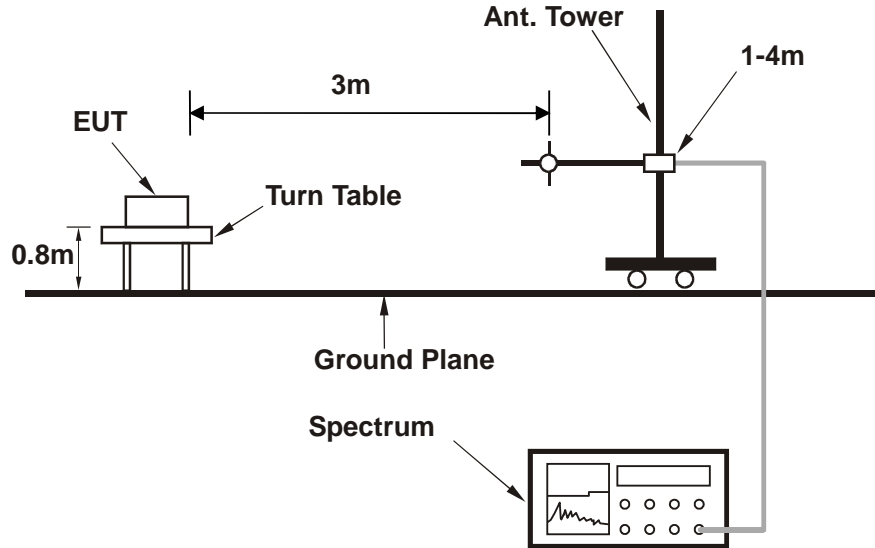 Ant. Tower
1-4m
3m
EUT
Turn Table
0.8m
Ground Plane
Spectrum